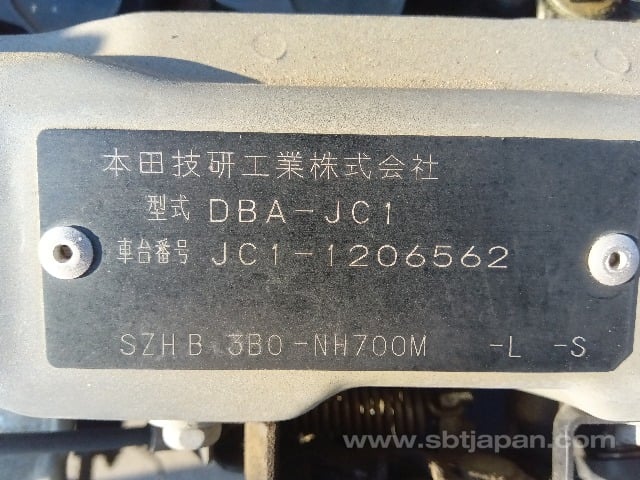 本田技研工業株式会社
型式 DBA-JC1
車台番号 JC1-1206562
SZHB 3B0-NH700M -L -S
www.sbtjapan.com